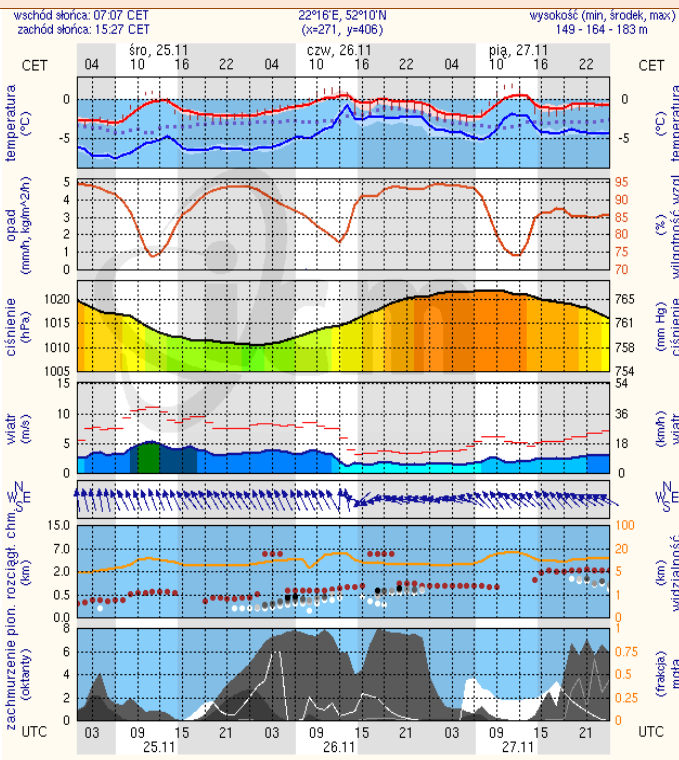 wschód słońca: 07:07 CET 22°16'E, 52°10'N wysokość (min, środek, max)
zachód słońca: 15:27 CET (x=271, y=406) 149 - 164 - 183 m
śro, 25.11 czw, 26.11 pią, 27.11
CET 04 10 16 22 04 10 16 22 04 10 16 22 CET
temperatura
(°C)
0
-5
0
-5
temperatura
(°C)
opad
(mm/h, kg/m^2/h)
5
4
3
2
1
0
95
90
85
80
75
70
(%)
wilgotność wzgl.
ciśnienie
(hPa)
1020
1015
1010
1005
765
761
758
754
(mm Hg)
ciśnienie
wiatr
(m/s)
15
10
5
0
54
36
18
0
(km/h)
wiatr
N
W E
S
N
W E
S
pion. rozciągł. chm.
(km)
15.0
7.0
2.0
0.5
0.0
100
20
5
1
0
(km)
widzialność
zachmurzenie
(oktanty)
8
6
4
2
0
1
0.75
0.5
0.25
0
(frakcja)
mgła
UTC 03 09 15 21 03 09 15 21 03 09 15 21 UTC
25.11 26.11 27.11